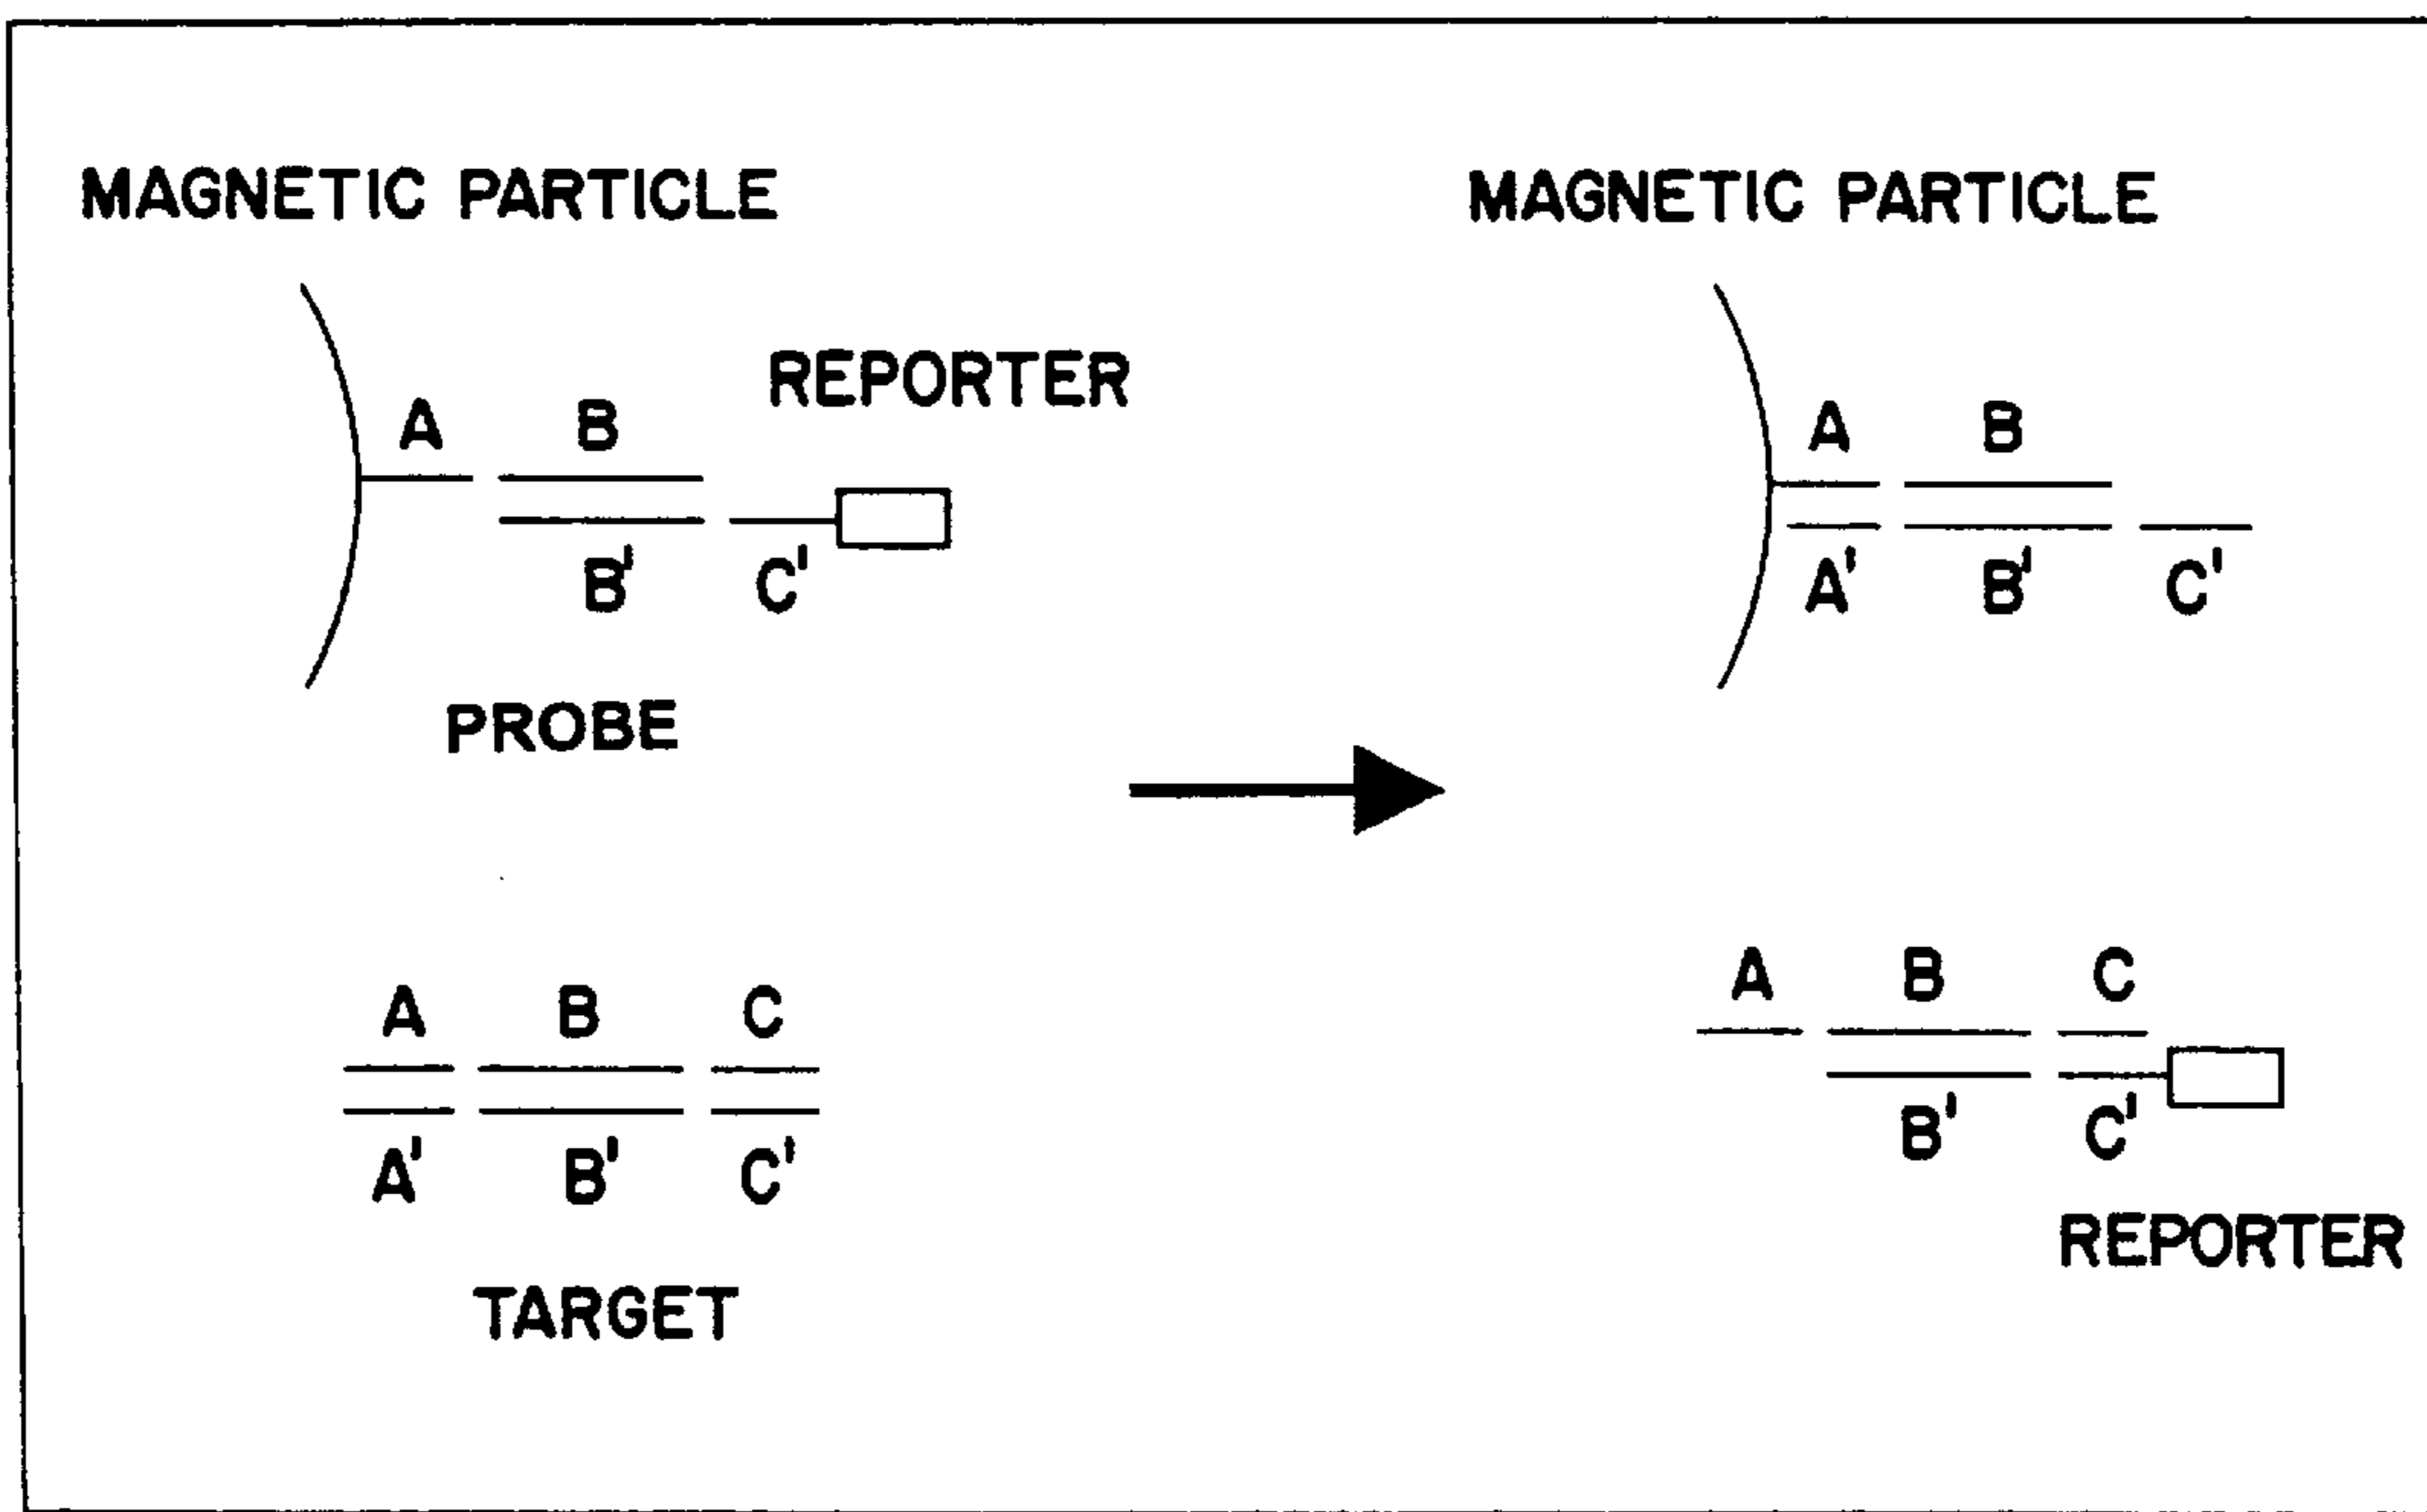 MAGNETIC PARTICLE
REPORTER
A B
B' C'
PROBE
A B C
A' B' C'
TARGET
MAGNETIC PARTICLE
A B
A' B' C'
A B C
B' C'
REPORTER